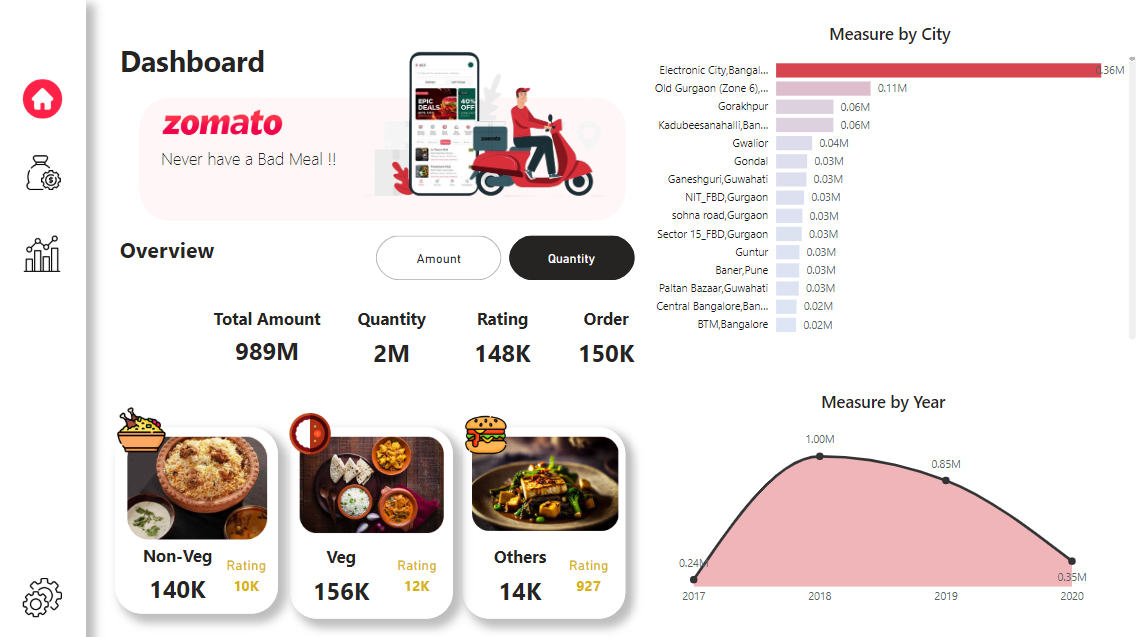 Dashboard
zomato
Never have a Bad Meal !!
EPIC
DEALS
40%
OFF
zomato
Overview
Amount
Quantity
Total Amount
Quantity
Rating
Order
989M
2M
148K
150K
Non-Veg
Rating
140K
10K
Veg
Rating
156K
12K
Others
Rating
14K
927
Measure by City
Electronic City,Bangal... 0.36M
Old Gurgaon (Zone 6),... 0.11M
Gorakhpur 0.06M
Kadubeesanahalli,Ban... 0.06M
Gwalior 0.04M
Gondal 0.03M
Ganeshguri,Guwahati 0.03M
NIT_FBD,Gurgaon 0.03M
sohna road,Gurgaon 0.03M
Sector 15_FBD,Gurgaon 0.03M
Guntur 0.03M
Baner,Pune 0.03M
Paltan Bazaar,Guwahati 0.03M
Central Bangalore,Ban... 0.02M
BTM,Bangalore 0.02M
Measure by Year
1.00M
0.85M
0.24M
0.35M
2017 2018 2019 2020